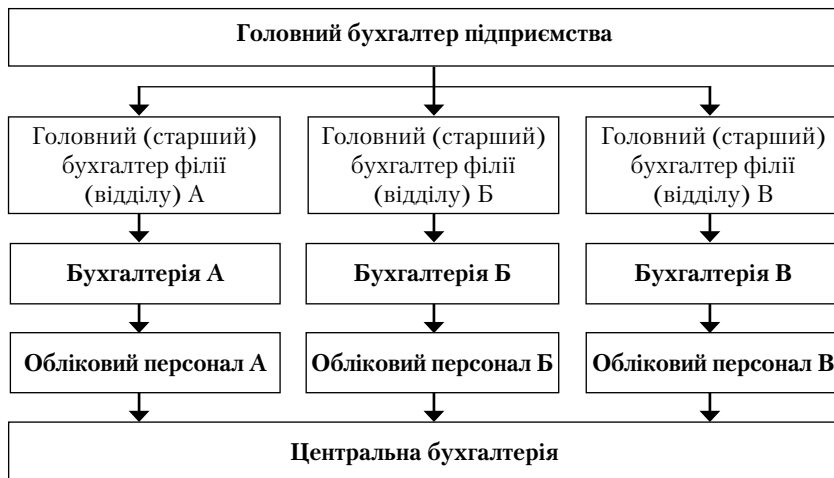 Головний бухгалтер підприємства
Головний (старший)
бухгалтер філії
(відділу) А
Головний (старший)
бухгалтер філії
(відділу) Б
Головний (старший)
бухгалтер філії
(відділу) В
Бухгалтерія А
Бухгалтерія Б
Бухгалтерія В
Обліковий персонал А
Обліковий персонал Б
Обліковий персонал В
Центральна бухгалтерія